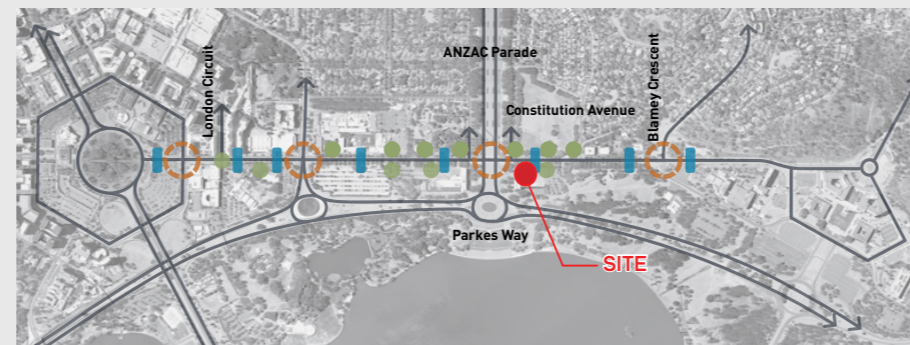 ANZAC Parade
London Circuit
Blamey Crescent
Constitution Avenue
Parkes Way
SITE